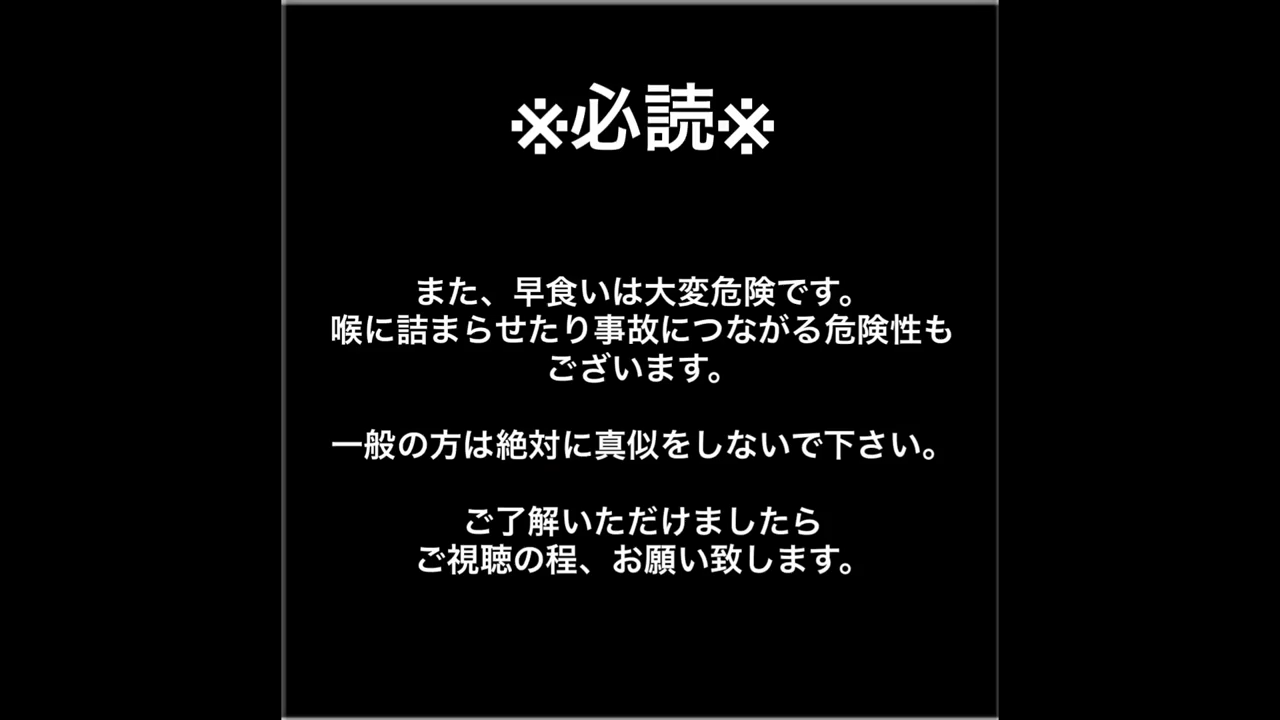 ※必読※
また、早食いは大変危険です。
喉に詰まらせたり事故につながる危険性も
ございます。
一般の方は絶対に真似をしないで下さい。
ご了解いただけましたら
ご視聴の程、お願い致します。